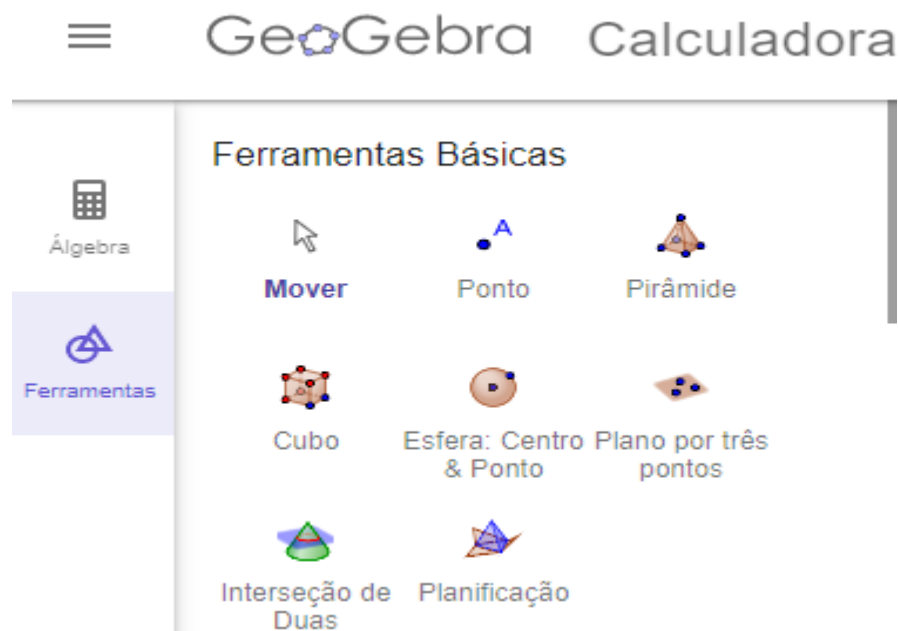 GeoGebra Calculadora
Ferramentas Básicas
Álgebra
A
Mover
Ponto
Pirâmide
Ferramentas
Cubo
Esfera: Centro
& Ponto
Plano por três
pontos
Interseção de
Duas
Planificação